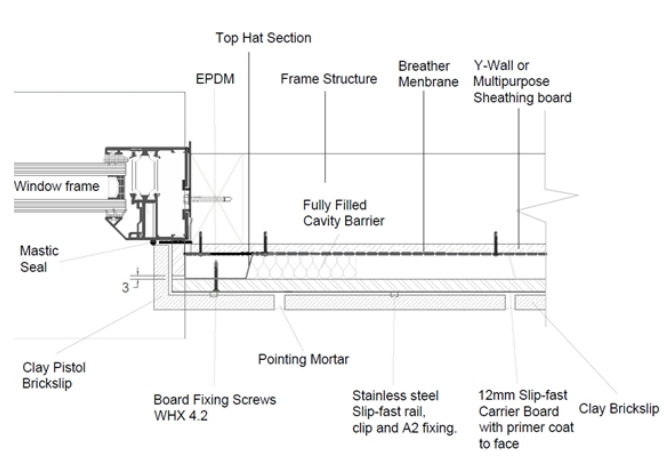 Top Hat Section
EPDM
Frame Structure
Breather
Menbrane
Y-Wall or
Multipurpose
Sheathing board
Window frame
Fully Filled
Cavity Barrier
Mastic
Seal
3
Clay Pistol
Brickslip
Pointing Mortar
Board Fixing Screws
WHX 4.2
Stainless steel
Slip-fast rail,
clip and A2 fixing.
12mm Slip-fast
Carrier Board
with primer coat
to face
Clay Brickslip